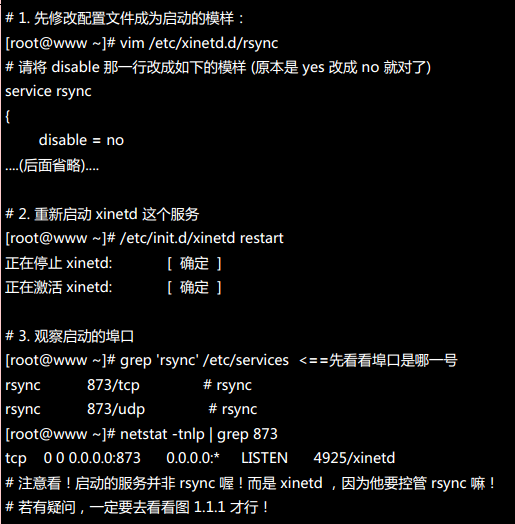 # 1. 先修改配置文件成为启动的模样：
[root@www ~]# vim /etc/xinetd.d/rsync
# 请将 disable 那一行改成如下的模样 (原本是 yes 改成 no 就对了)
service rsync
{
disable = no
....(后面省略)....
# 2. 重新启动 xinetd 这个服务
[root@www ~]# /etc/init.d/xinetd restart
正在停止 xinetd: [ 确定 ]
正在激活 xinetd: [ 确定 ]
# 3. 观察启动的埠口
[root@www ~]# grep 'rsync' /etc/services <==先看看埠口是哪一号
rsync 873/tcp # rsync
rsync 873/udp # rsync
[root@www ~]# netstat -tnlp | grep 873
tcp 0 0 0.0.0.0:873 0.0.0.0:* LISTEN 4925/xinetd
# 注意看！启动的服务并非 rsync 喔！而是 xinetd ，因为他要控管 rsync 嘛！
# 若有疑问，一定要去看看图 1.1.1 才行！